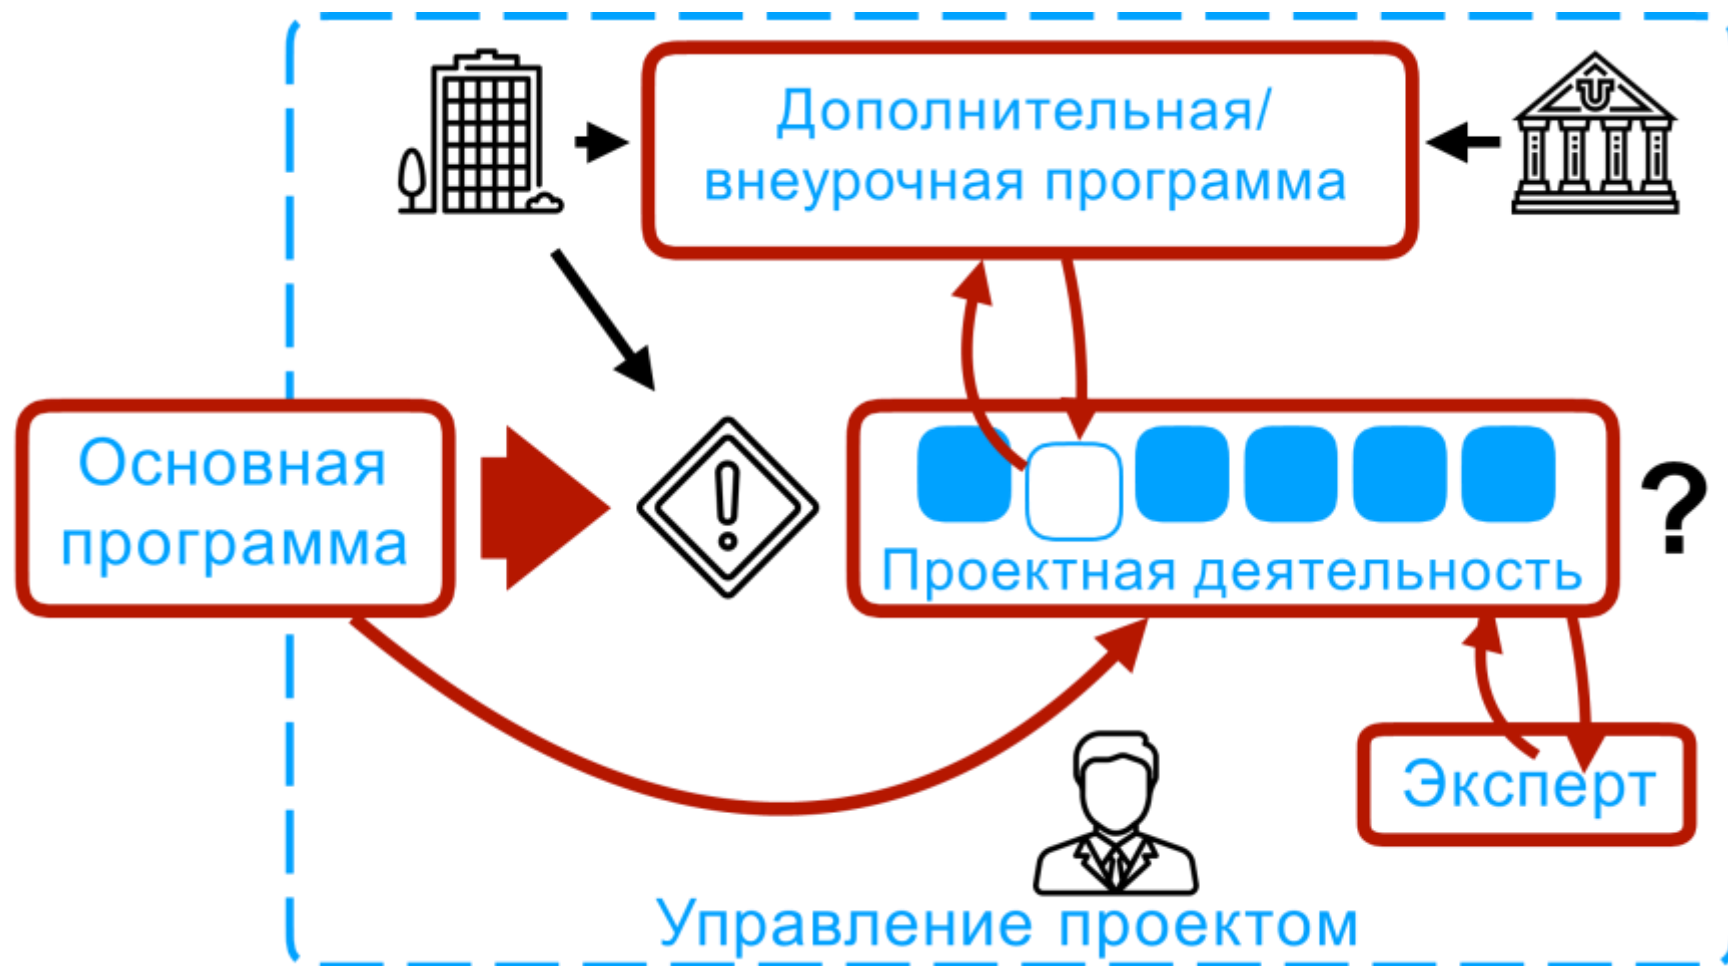 Дополнительная/
внеурочная программа
Основная
программа
!
Проектная деятельность
?
Эксперт
Управление проектом